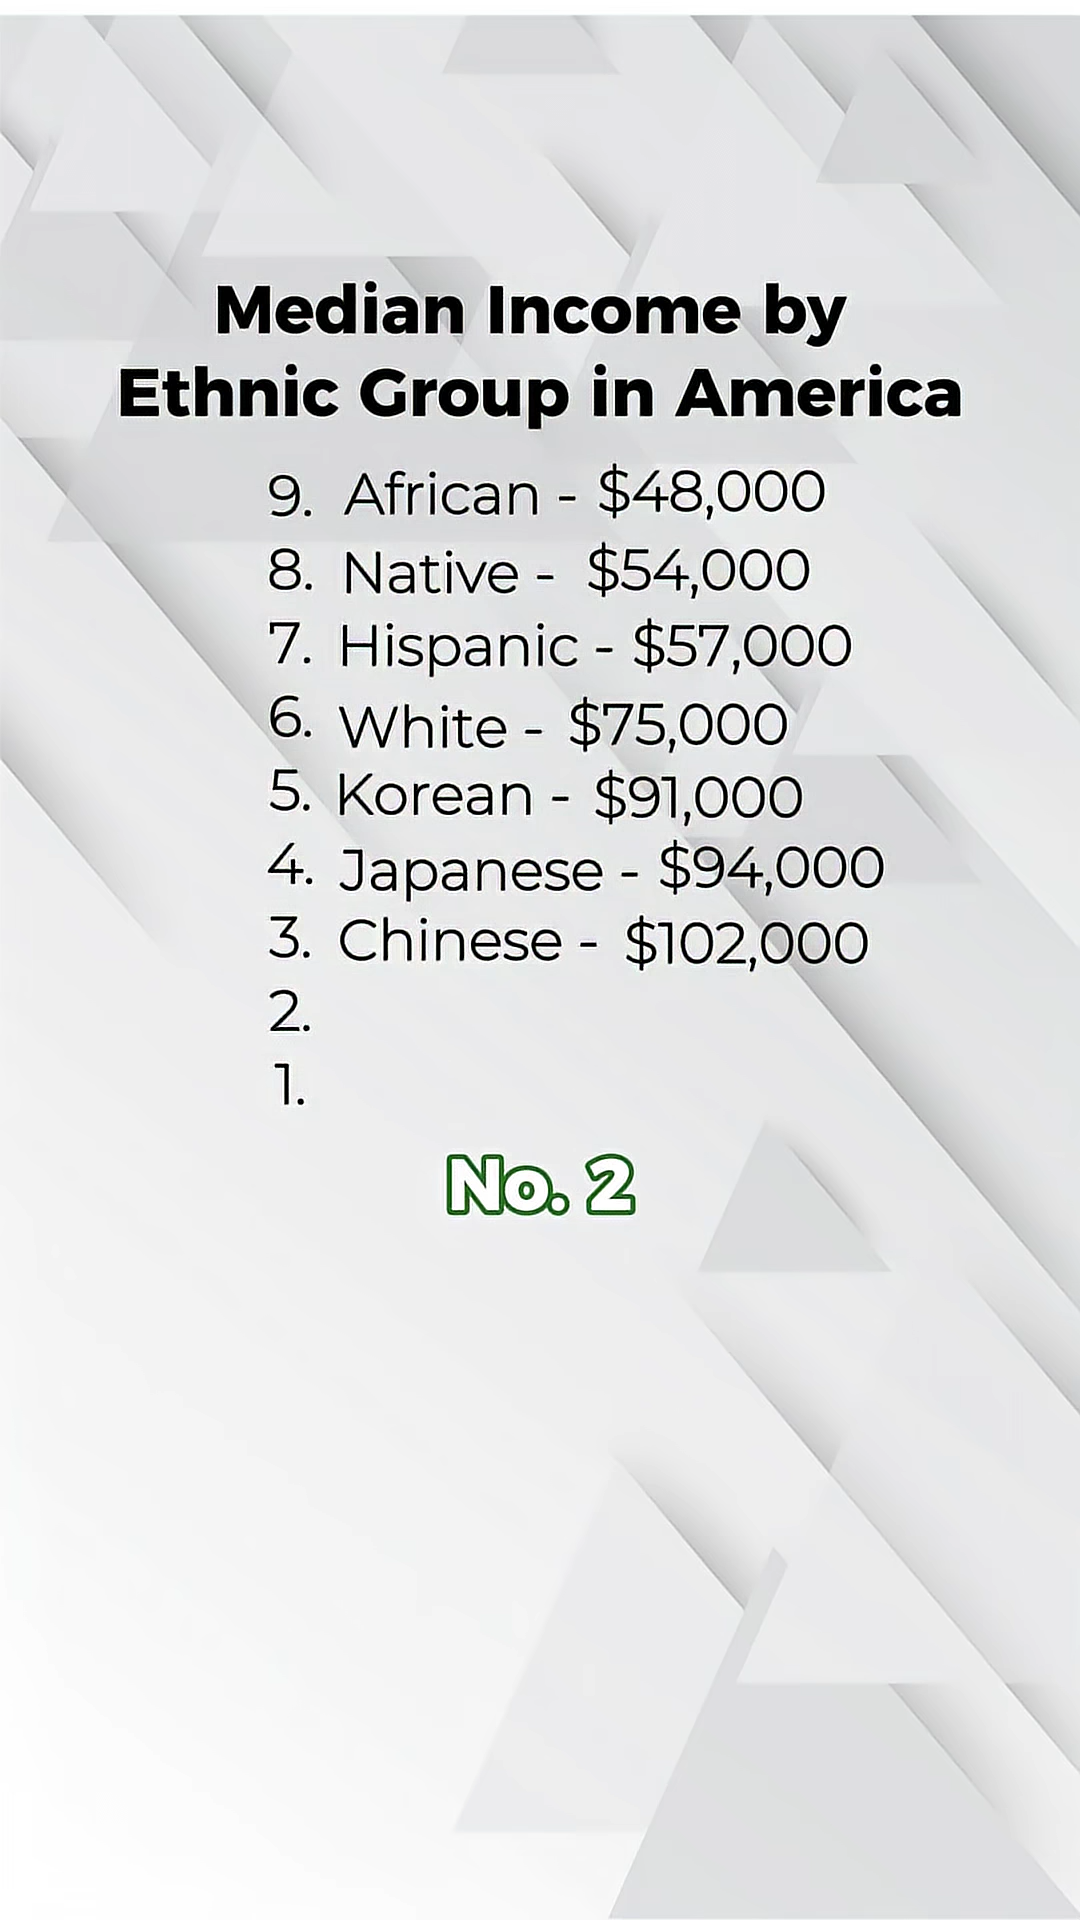 Median Income by
Ethnic Group in America
9. African - $48,000
8. Native - $54,000
7. Hispanic - $57,000
6. White - $75,000
5. Korean - $91,000
4. Japanese - $94,000
3. Chinese - $102,000
2.
1.
No. 2